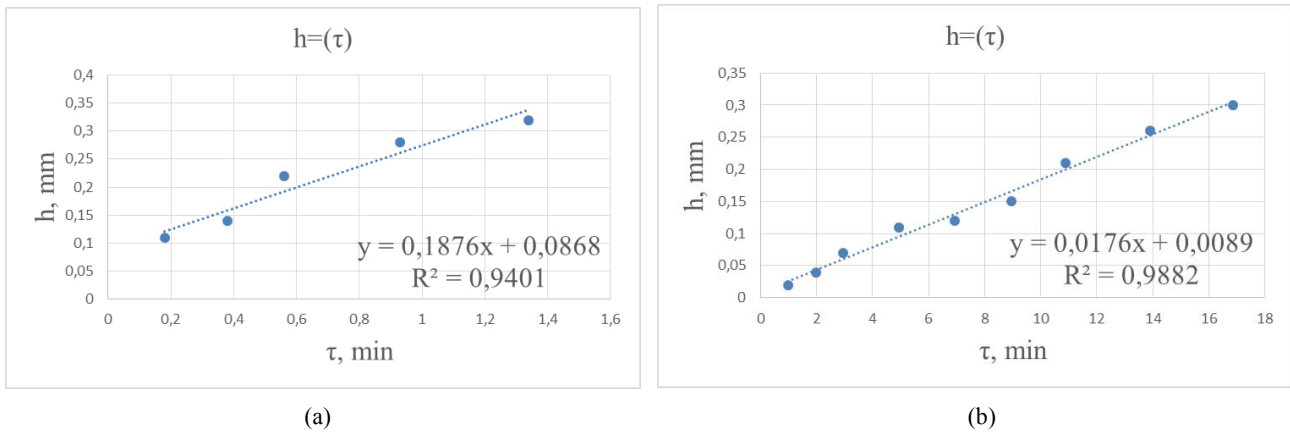 h=(τ)
0,4
0,35
0,3
0,25
0,2
0,15
0,1
0,05
0
h, mm
y = 0,1876x + 0,0868
R² = 0,9401
0 0,2 0,4 0,6 0,8 1 1,2 1,4 1,6
τ, min
(a)
h=(τ)
0,35
0,3
0,25
0,2
0,15
0,1
0,05
0
h, mm
y = 0,0176x + 0,0089
R² = 0,9882
0 2 4 6 8 10 12 14 16 18
τ, min
(b)